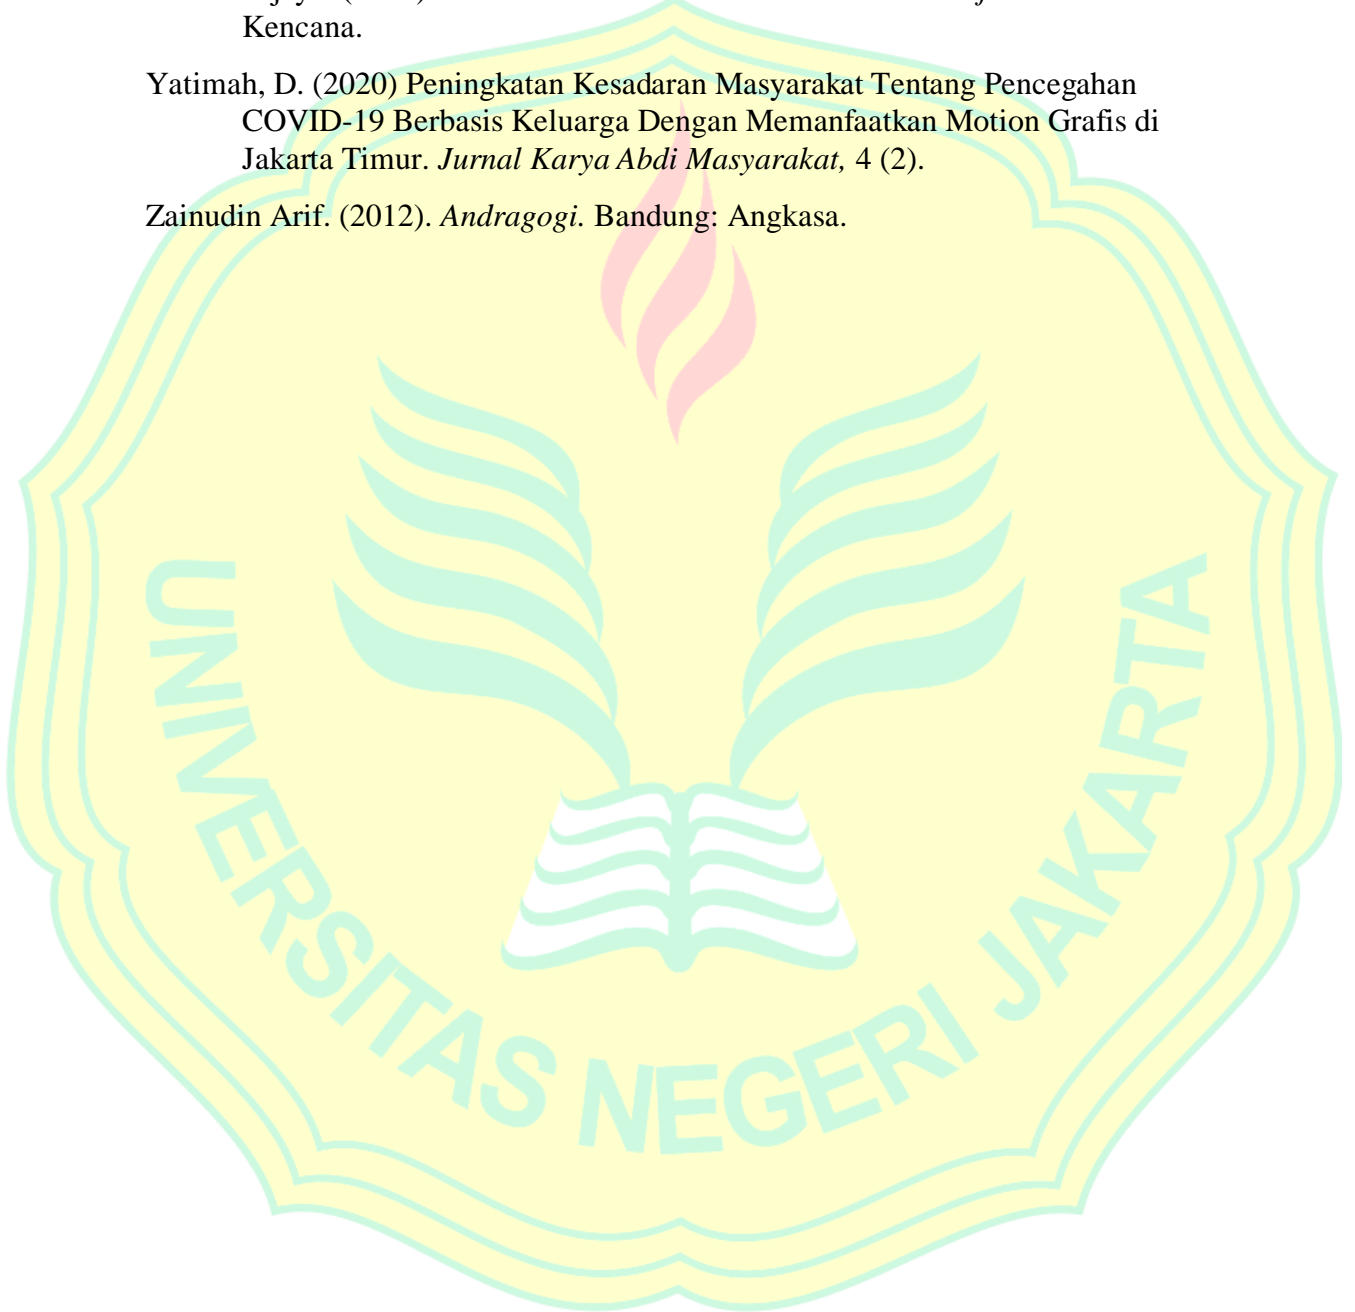 Kencana.
Yatimah, D. (2020) Peningkatan Kesadaran Masyarakat Tentang Pencegahan
COVID-19 Berbasis Keluarga Dengan Memanfaatkan Motion Grafis di
Jakarta Timur. Jurnal Karya Abdi Masyarakat, 4 (2).
Zainudin Arif. (2012). Andragogi. Bandung: Angkasa.
UNIVERSITAS NEGERI JAKARTA